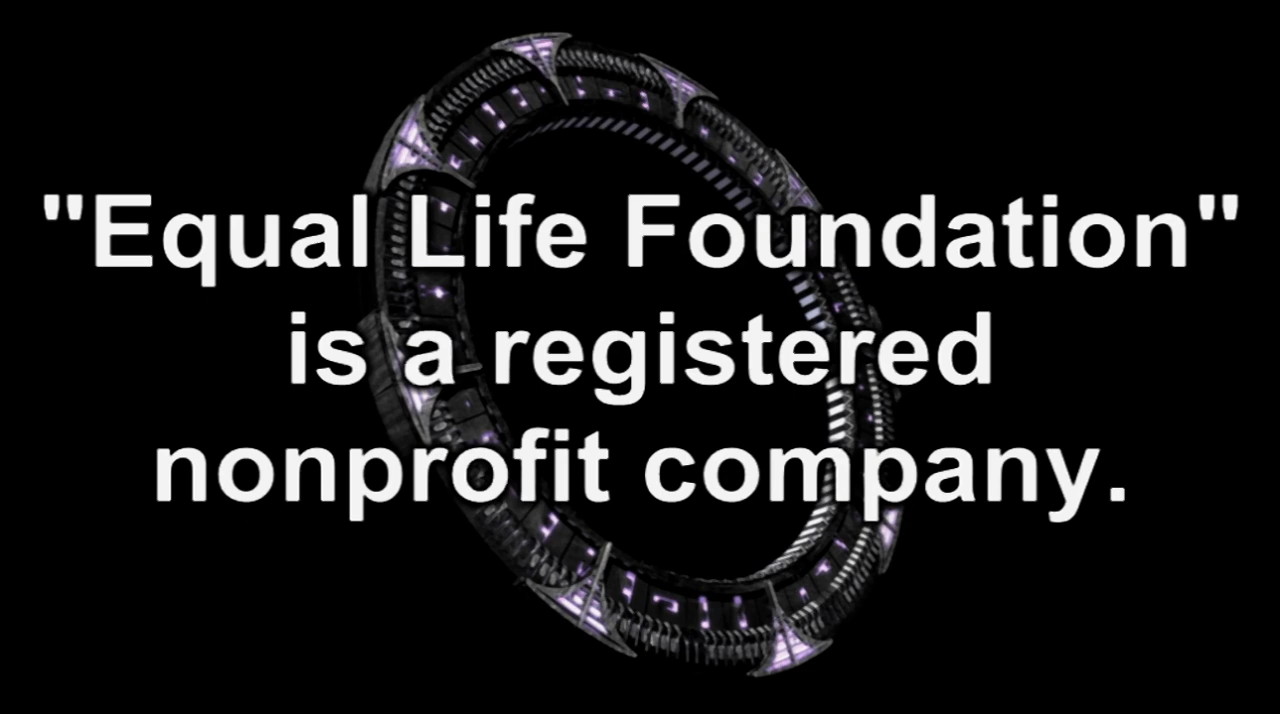 "Equal Life Foundation"
is a registered
nonprofit company.